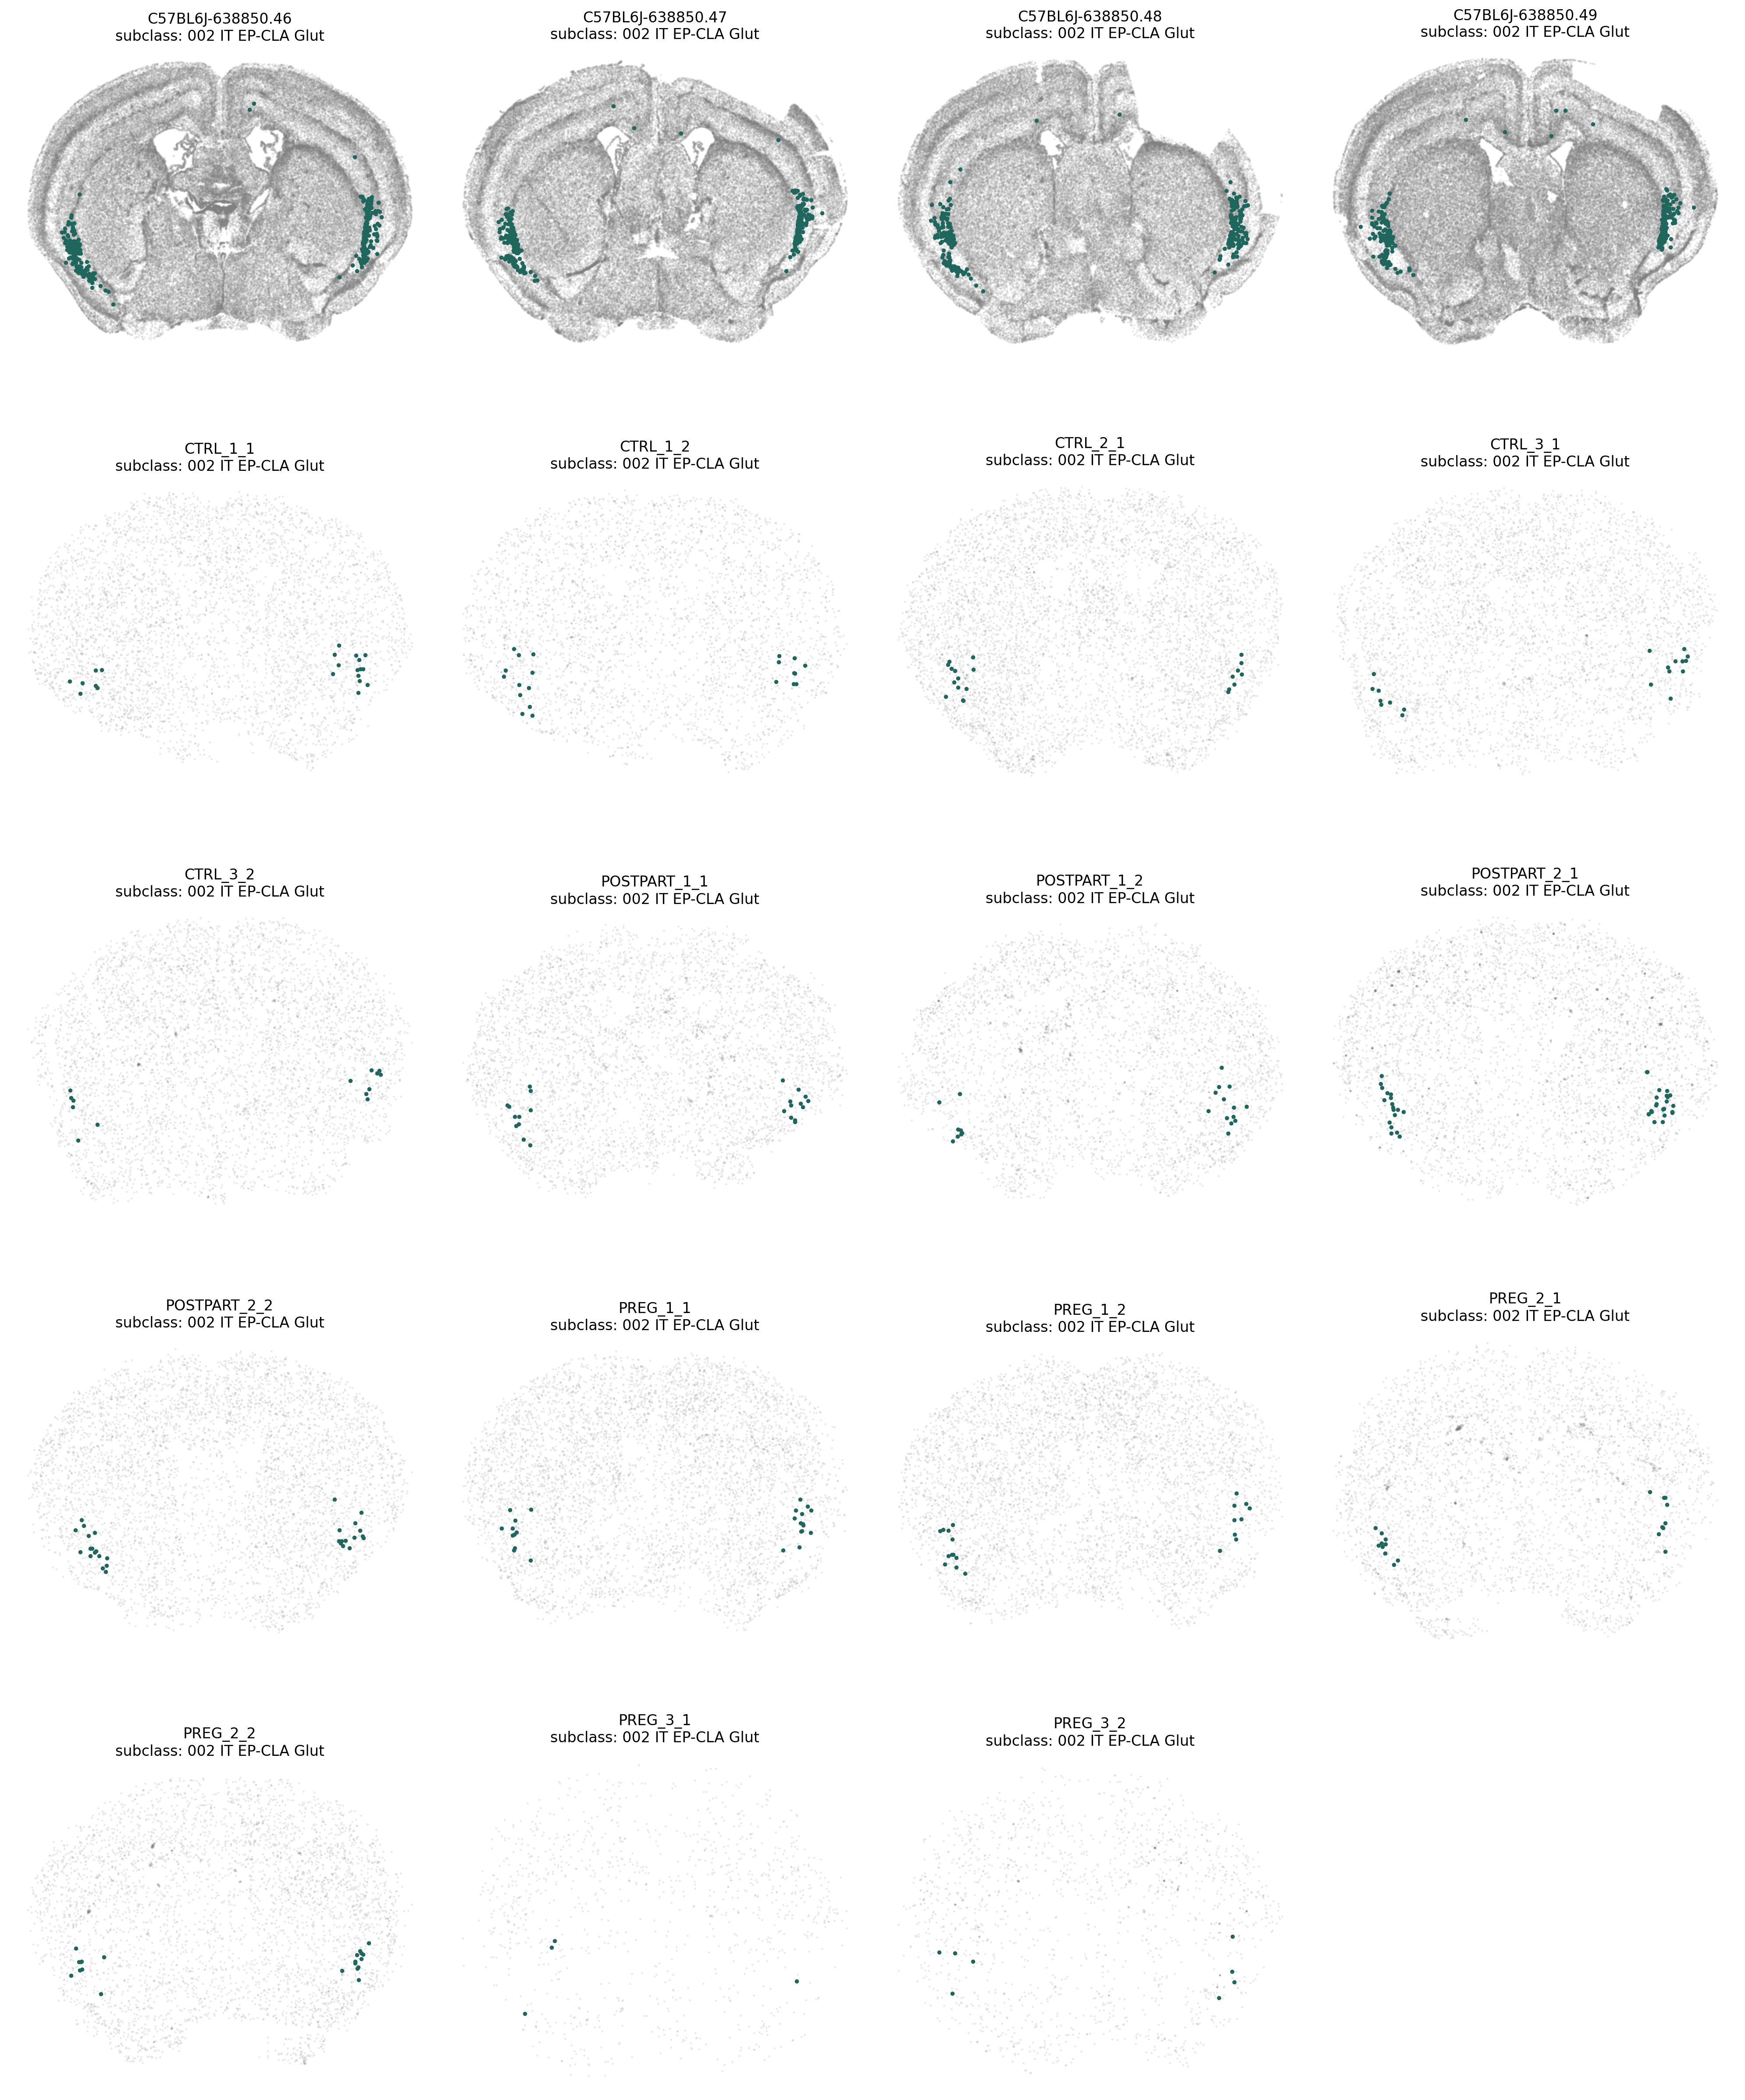 C57BL6J-638850.46
subclass: 002 IT EP-CLA Glut
C57BL6J-638850.47
subclass: 002 IT EP-CLA Glut
C57BL6J-638850.48
subclass: 002 IT EP-CLA Glut
C57BL6J-638850.49
subclass: 002 IT EP-CLA Glut
CTRL_1_1
subclass: 002 IT EP-CLA Glut
CTRL_1_2
subclass: 002 IT EP-CLA Glut
CTRL_2_1
subclass: 002 IT EP-CLA Glut
CTRL_3_1
subclass: 002 IT EP-CLA Glut
CTRL_3_2
subclass: 002 IT EP-CLA Glut
POSTPART_1_1
subclass: 002 IT EP-CLA Glut
POSTPART_1_2
subclass: 002 IT EP-CLA Glut
POSTPART_2_1
subclass: 002 IT EP-CLA Glut
POSTPART_2_2
subclass: 002 IT EP-CLA Glut
PREG_1_1
subclass: 002 IT EP-CLA Glut
PREG_1_2
subclass: 002 IT EP-CLA Glut
PREG_2_1
subclass: 002 IT EP-CLA Glut
PREG_2_2
subclass: 002 IT EP-CLA Glut
PREG_3_1
subclass: 002 IT EP-CLA Glut
PREG_3_2
subclass: 002 IT EP-CLA Glut